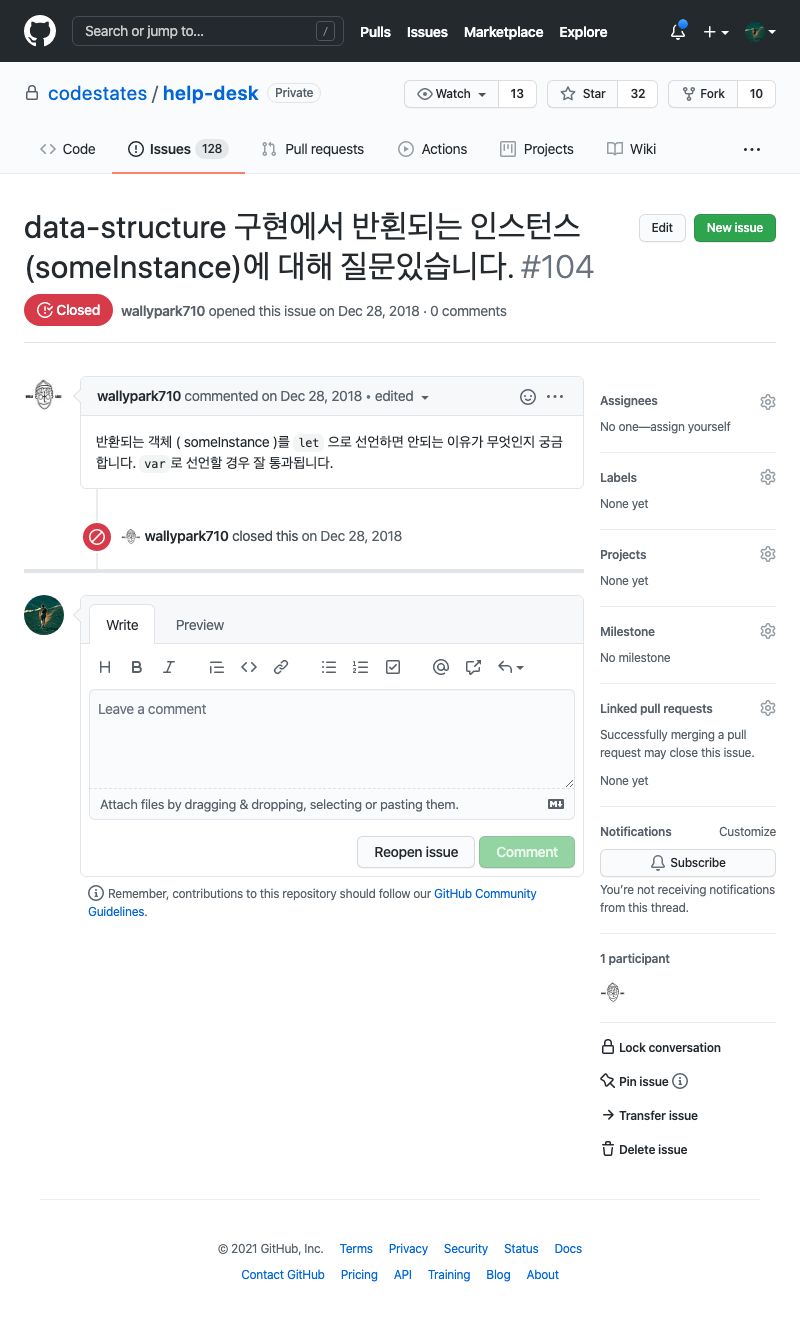 Search or jump to… /
Pulls Issues Marketplace Explore
codestates / help-desk Private
Watch 13 Star 32 Fork 10
Code Issues 128 Pull requests Actions Projects Wiki
data-structure 구현에서 반횐되는 인스턴스
(someInstance)에 대해 질문있습니다. #104
Edit New issue
Closed wallypark710 opened this issue on Dec 28, 2018 · 0 comments
wallypark710 commented on Dec 28, 2018 • edited
반환되는 객체 ( someInstance )를 let 으로 선언하면 안되는 이유가 무엇인지 궁금
합니다. var 로 선언할 경우 잘 통과됩니다.
wallypark710 closed this on Dec 28, 2018
Write Preview
H B I
Leave a comment
Attach files by dragging & dropping, selecting or pasting them.
Reopen issue Comment
Remember, contributions to this repository should follow our GitHub Community
Guidelines.
Assignees
No one—assign yourself
Labels
None yet
Projects
None yet
Milestone
No milestone
Linked pull requests
Successfully merging a pull
request may close this issue.
None yet
Notifications Customize
Subscribe
You're not receiving notifications
from this thread.
1 participant
Lock conversation
Pin issue
Transfer issue
Delete issue
© 2021 GitHub, Inc. Terms Privacy Security Status Docs
Contact GitHub Pricing API Training Blog About